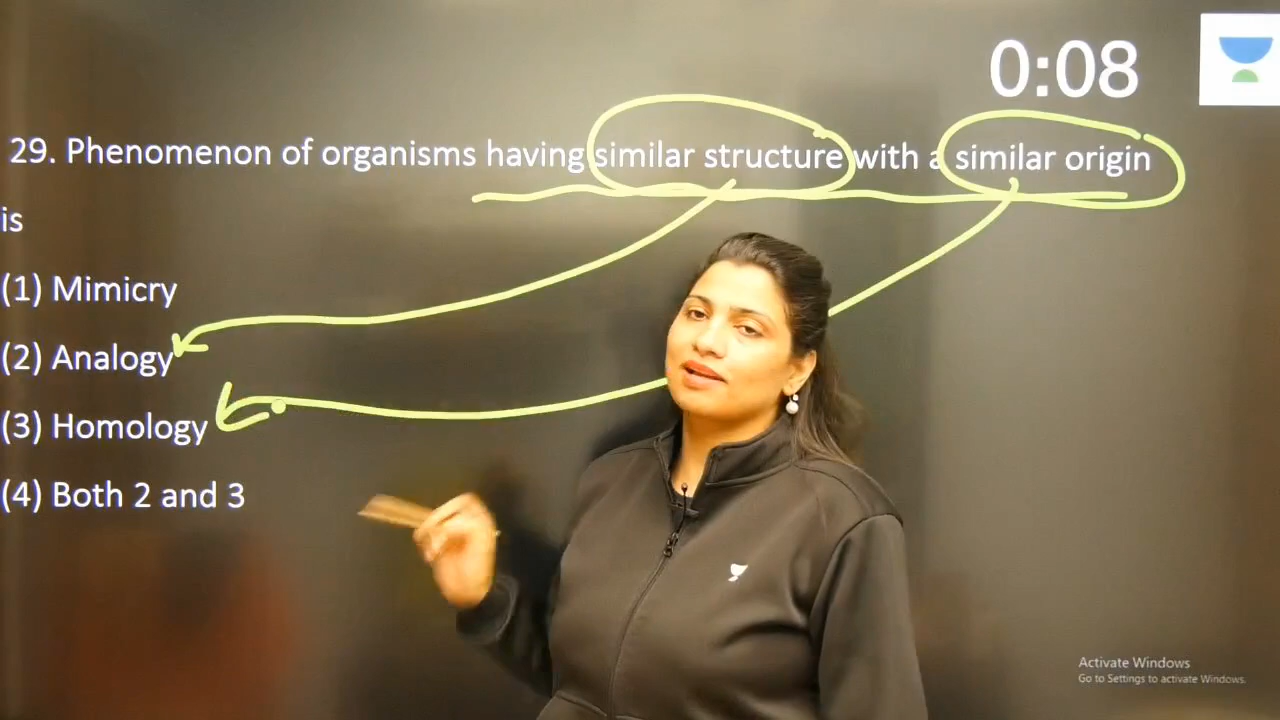 0:08
29. Phenomenon of organisms having similar structure with a similar origin
is
(1) Mimicry
(2) Analogy
(3) Homology
(4) Both 2 and 3
Activate Windows
Go to Settings to activate Windows.